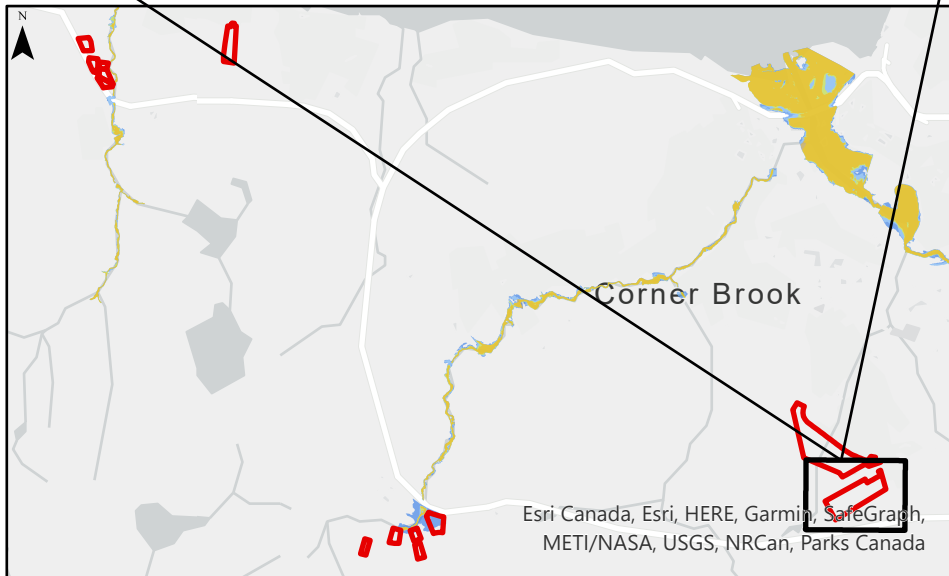 N
Corner Brook
Esri Canada, Esri, HERE, Garmin, SafeGraph,
METI/NASA, USGS, NRCan, Parks Canada